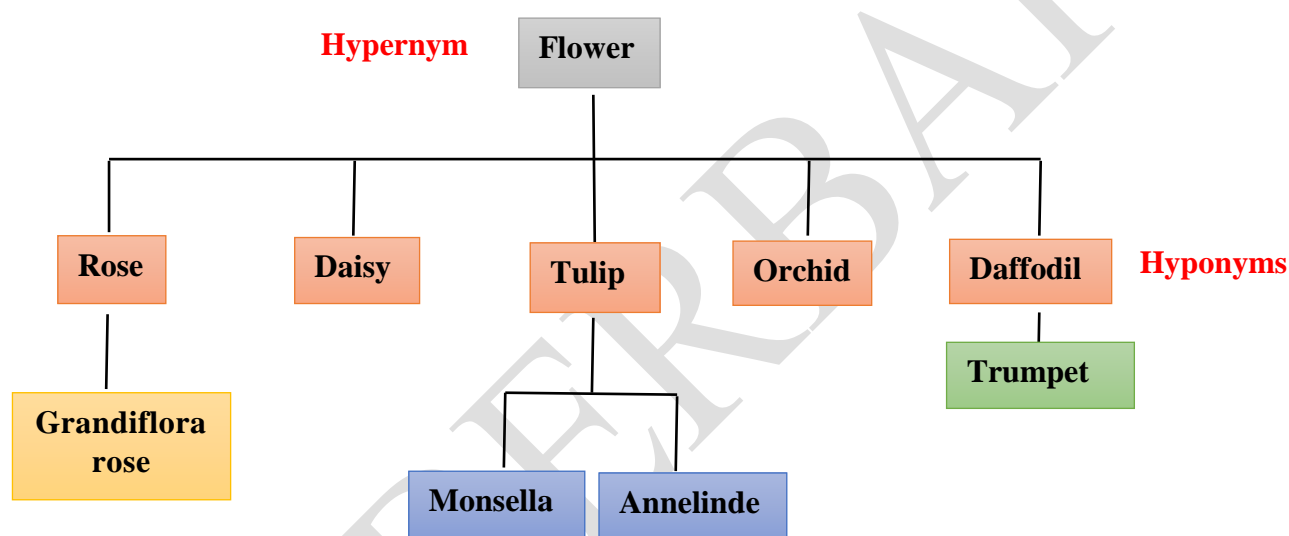 Hypernym
Flower
Rose
Daisy
Tulip
Orchid
Daffodil
Hyponyms
Trumpet
Grandiflora
rose
Monsella
Annelinde